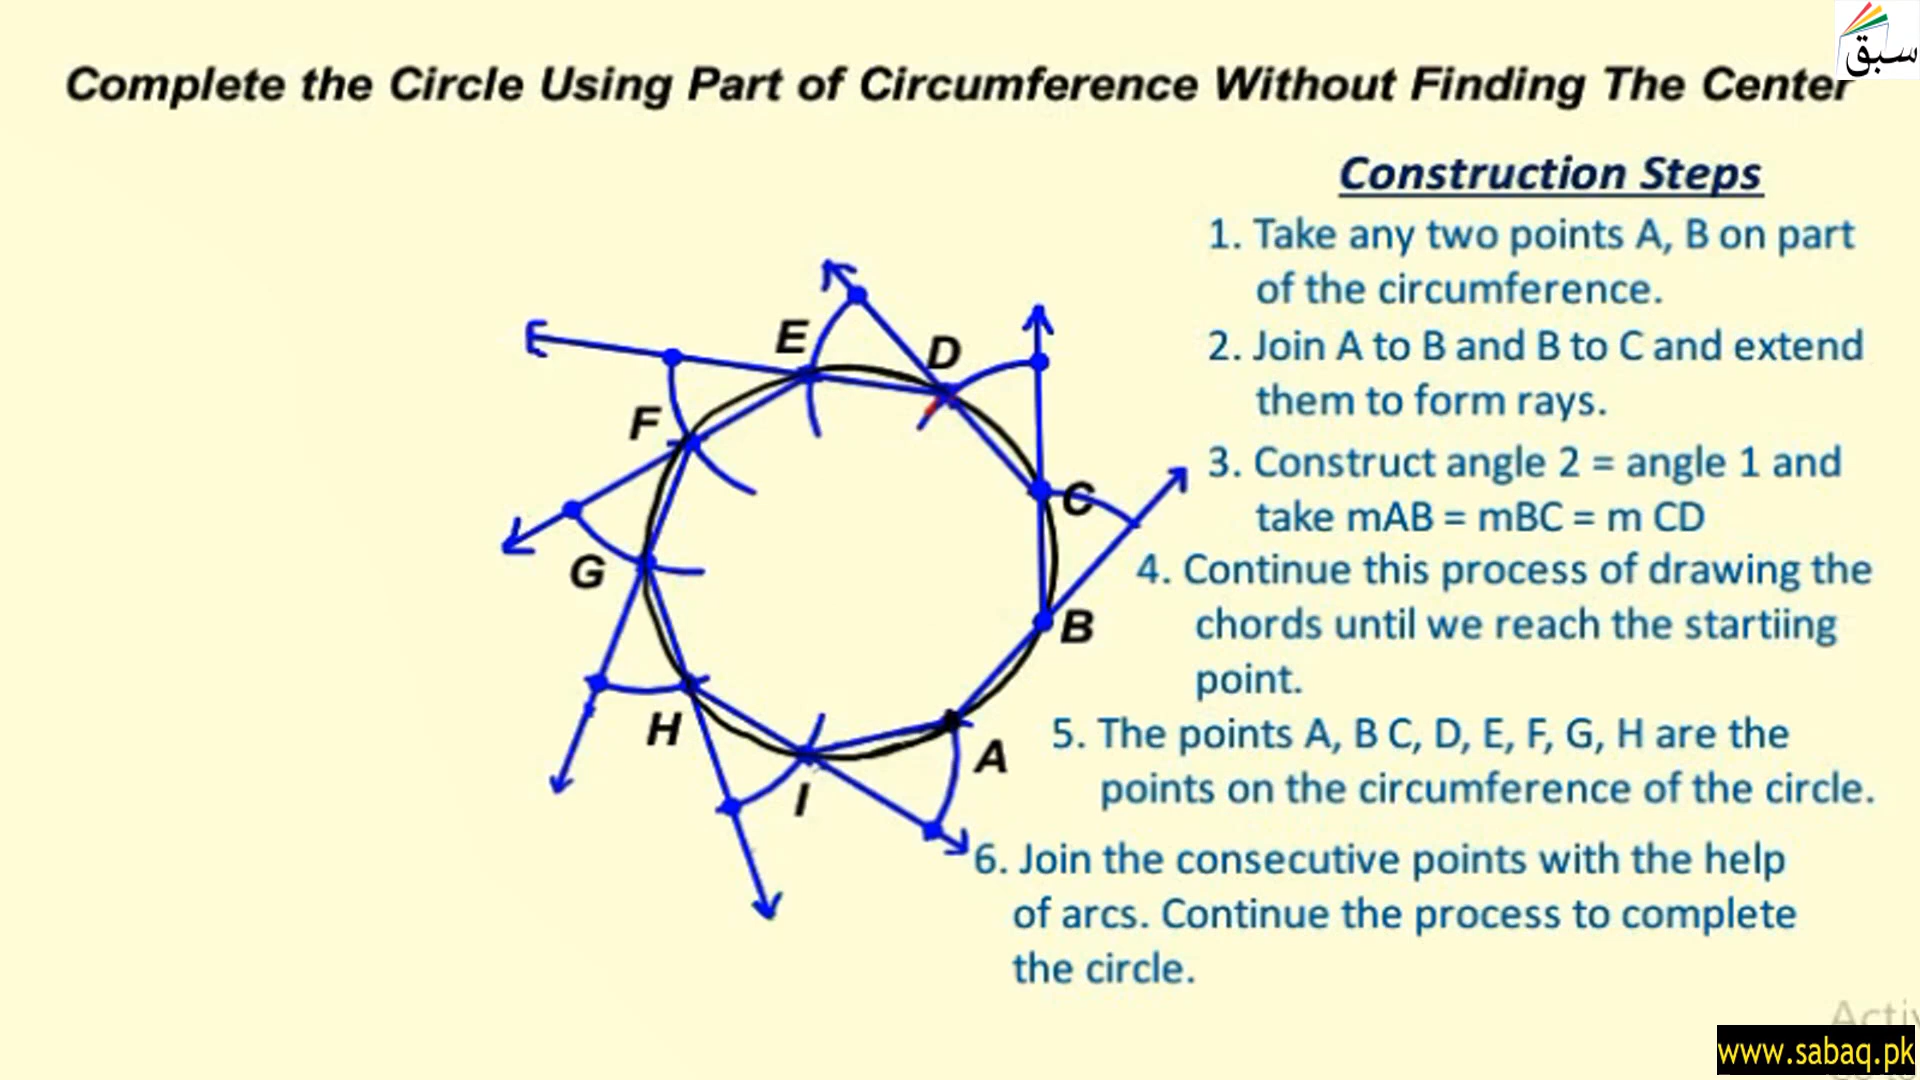 سبق
Complete the Circle Using Part of Circumference Without Finding The Center
Construction Steps
1. Take any two points A, B on part
of the circumference.
2. Join A to B and B to C and extend
them to form rays.
3. Construct angle 2 = angle 1 and
take mAB = mBC = m CD
4. Continue this process of drawing the
chords until we reach the startiing
point.
5. The points A, B C, D, E, F, G, H are the
points on the circumference of the circle.
6. Join the consecutive points with the help
of arcs. Continue the process to complete
the circle.
E
D
F
C
G
B
H
A
I
Activ
www.sabaq.pk